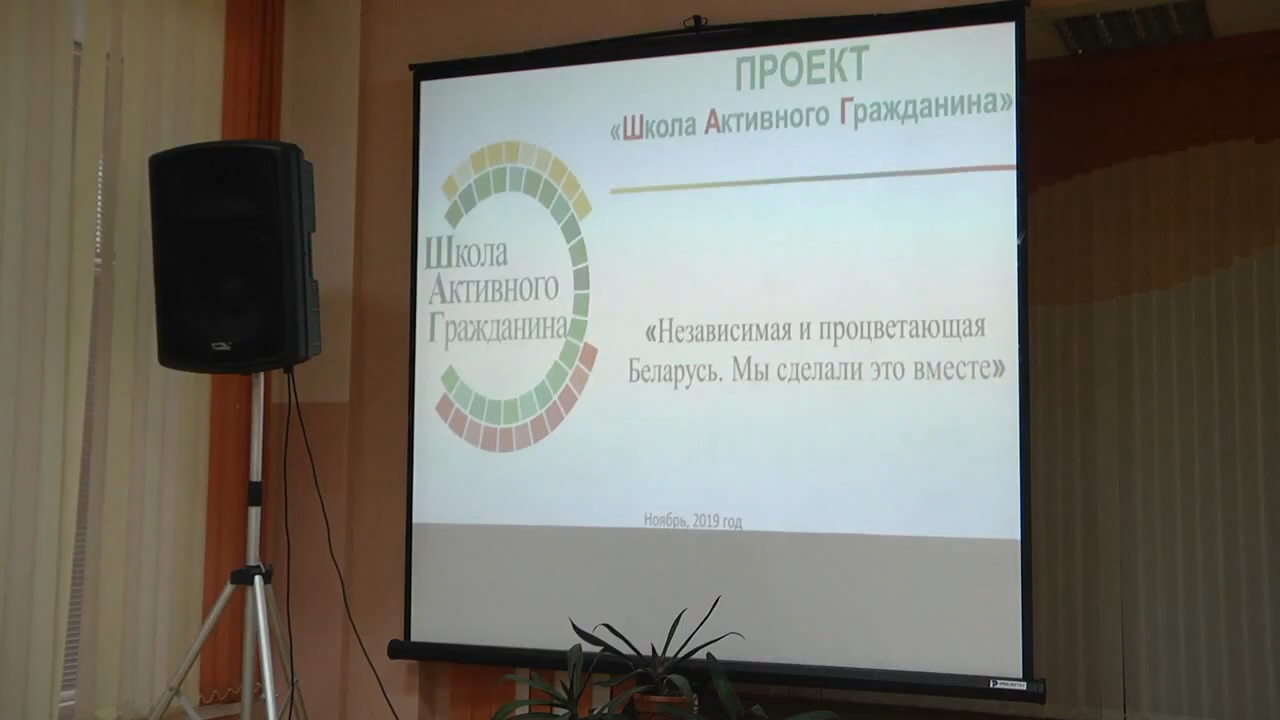 ПРОЕКТ
«Школа Активного Гражданина»
Школа
Активного
Гражданина
«Независимая и процветающая
Беларусь. Мы сделали это вместе»
Ноябрь, 2019 год